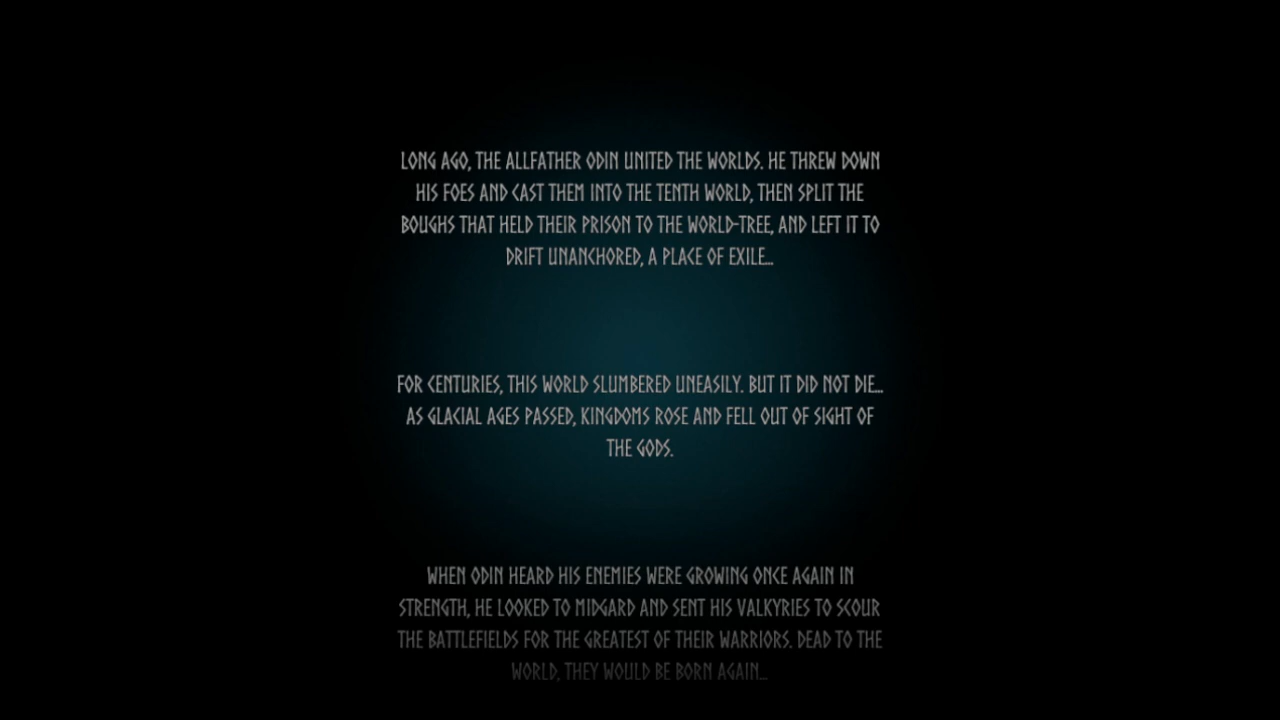 LONG AGO, THE ALLFATHER ODIN UNITED THE WORLDS. HE THREW DOWN
HIS FOES AND CAST THEM INTO THE TENTH WORLD, THEN SPLIT THE
BOUGHS THAT HELD THEIR PRISON TO THE WORLD-TREE, AND LEFT IT TO
DRIFT UNANCHORED, A PLACE OF EXILE...
FOR CENTURIES, THIS WORLD SLUMBERED UNEASILY. BUT IT DID NOT DIE...
AS GLACIAL AGES PASSED, KINGDOMS ROSE AND FELL OUT OF SIGHT OF
THE GODS.
WHEN ODIN HEARD HIS ENEMIES WERE GROWING ONCE AGAIN IN
STRENGTH, HE LOOKED TO MIDGARD AND SENT HIS VALKYRIES TO SCOUR
THE BATTLEFIELDS FOR THE GREATEST OF THEIR WARRIORS. DEAD TO THE
WORLD, THEY WOULD BE BORN AGAIN...